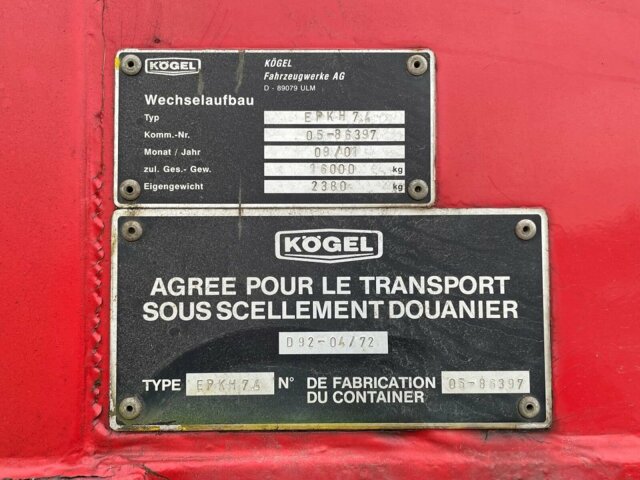 KÖGEL
KÖGEL
Fahrzeugwerke AG
D - 89079 ULM
Wechselaufbau
Typ EPKH 7.4
Komm.-Nr. 05-86397
Monat / Jahr 09/01
zul. Ges.- Gew. 16000 kg
Eigengewicht 2380 kg
KÖGEL
AGREE POUR LE TRANSPORT
SOUS SCELLEMENT DOUANIER
D92-04/72
TYPE EPKH 7.4 N° DE FABRICATION 05-86397
DU CONTAINER